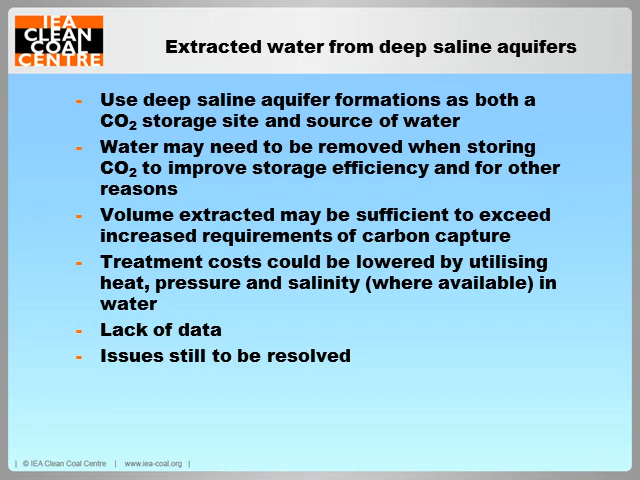 IEA
CLEAN
COAL
CENTRE
Extracted water from deep saline aquifers
- Use deep saline aquifer formations as both a
CO₂ storage site and source of water
- Water may need to be removed when storing
CO₂ to improve storage efficiency and for other
reasons
- Volume extracted may be sufficient to exceed
increased requirements of carbon capture
- Treatment costs could be lowered by utilising
heat, pressure and salinity (where available) in
water
- Lack of data
- Issues still to be resolved
| © IEA Clean Coal Centre | www.iea-coal.org |